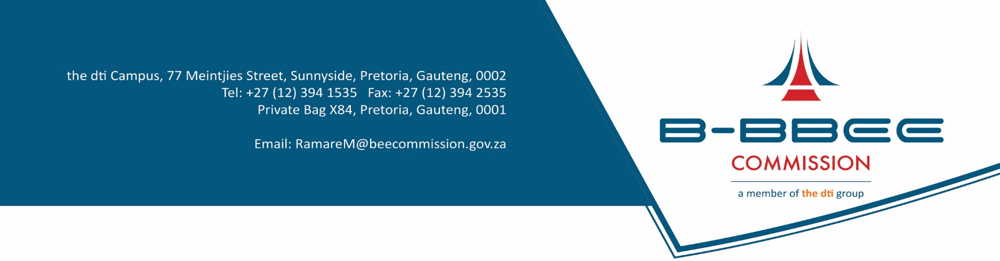 the dti Campus, 77 Meintjies Street, Sunnyside, Pretoria, Gauteng, 0002
Tel: +27 (12) 394 1535   Fax: +27 (12) 394 2535
Private Bag X84, Pretoria, Gauteng, 0001
Email: RamareM@beecommission.gov.za
B-BBEE
COMMISSION
a member of the dti group